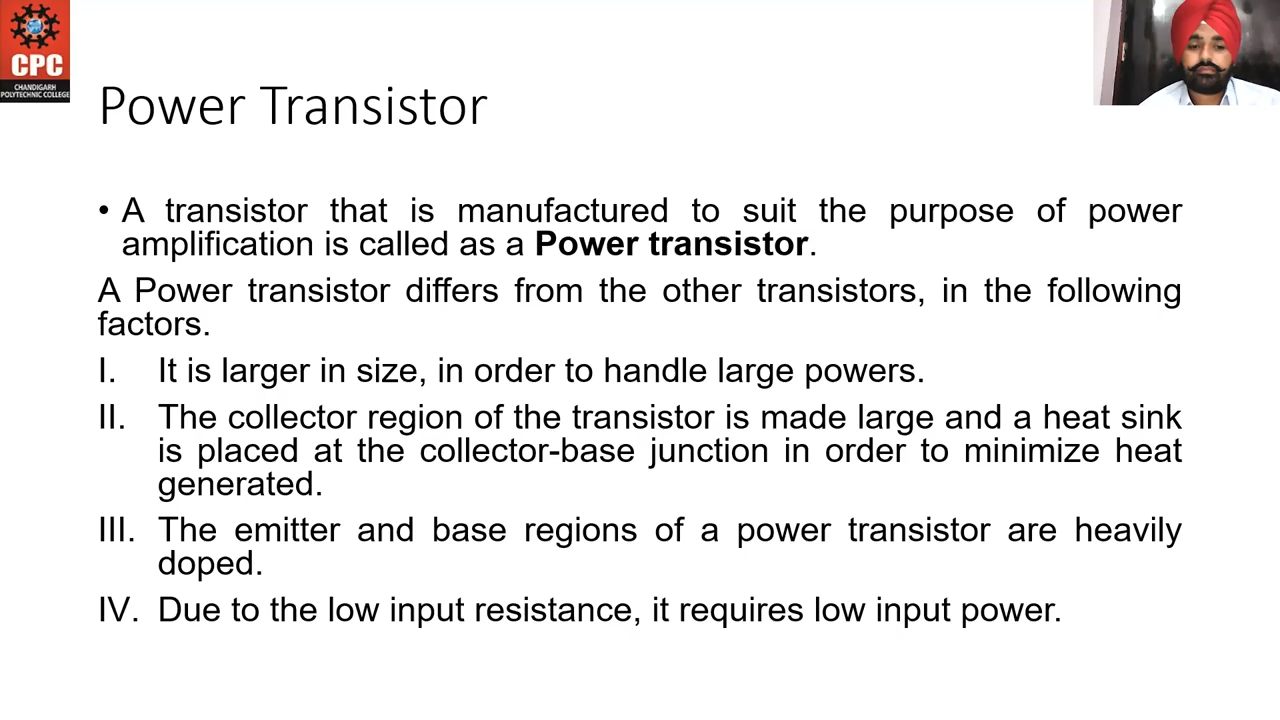 CPC
CHANDIGARH
POLYTECHNIC COLLEGE
Power Transistor
• A transistor that is manufactured to suit the purpose of power
amplification is called as a Power transistor.
A Power transistor differs from the other transistors, in the following
factors.
I. It is larger in size, in order to handle large powers.
II. The collector region of the transistor is made large and a heat sink
is placed at the collector-base junction in order to minimize heat
generated.
III. The emitter and base regions of a power transistor are heavily
doped.
IV. Due to the low input resistance, it requires low input power.